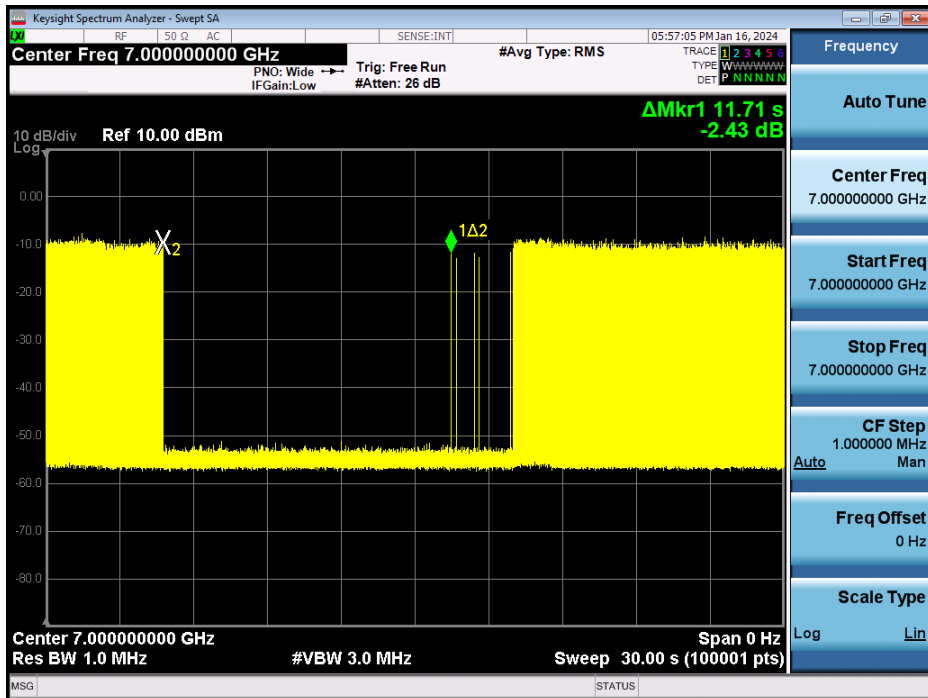 Keysight Spectrum Analyzer - Swept SA
LXI RF 50 Ω AC SENSE:INT 05:57:05 PM Jan 16, 2024
Center Freq 7.000000000 GHz
PNO: Wide
IFGain:Low
Trig: Free Run
#Atten: 26 dB
#Avg Type: RMS
TRACE 1 2 3 4 5 6
TYPE WWWWWW
DET P N N N N N
ΔMkr1 11.71 s
-2.43 dB
10 dB/div Ref 10.00 dBm
Log
0.00
-10.0
-20.0
-30.0
-40.0
-50.0
-60.0
-70.0
-80.0
X2
1Δ2
Center 7.000000000 GHz Span 0 Hz
Res BW 1.0 MHz #VBW 3.0 MHz Sweep 30.00 s (100001 pts)
MSG STATUS
Frequency
Auto Tune
Center Freq
7.000000000 GHz
Start Freq
7.000000000 GHz
Stop Freq
7.000000000 GHz
CF Step
1.000000 MHz
Auto Man
Freq Offset
0 Hz
Scale Type
Log Lin